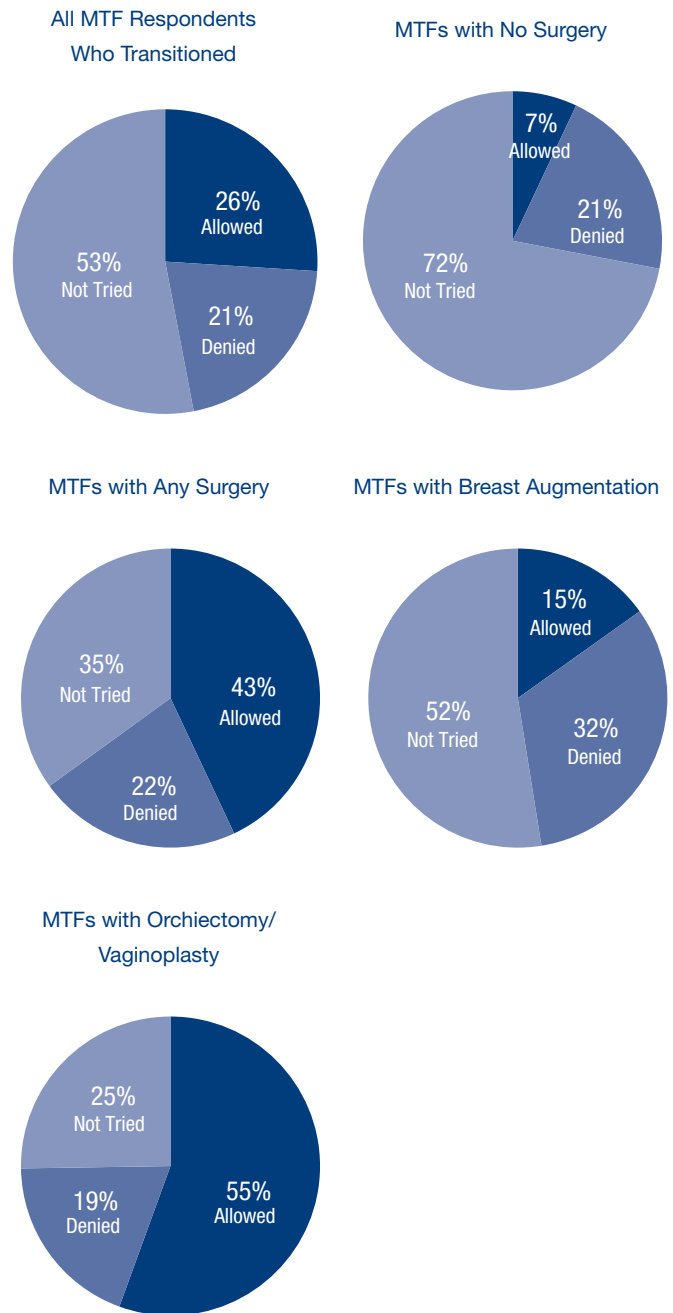 All MTF Respondents
Who Transitioned
26%
Allowed
21%
Denied
53%
Not Tried
MTFs with No Surgery
7%
Allowed
21%
Denied
72%
Not Tried
MTFs with Any Surgery
43%
Allowed
22%
Denied
35%
Not Tried
MTFs with Breast Augmentation
15%
Allowed
32%
Denied
52%
Not Tried
MTFs with Orchiectomy/
Vaginoplasty
55%
Allowed
19%
Denied
25%
Not Tried